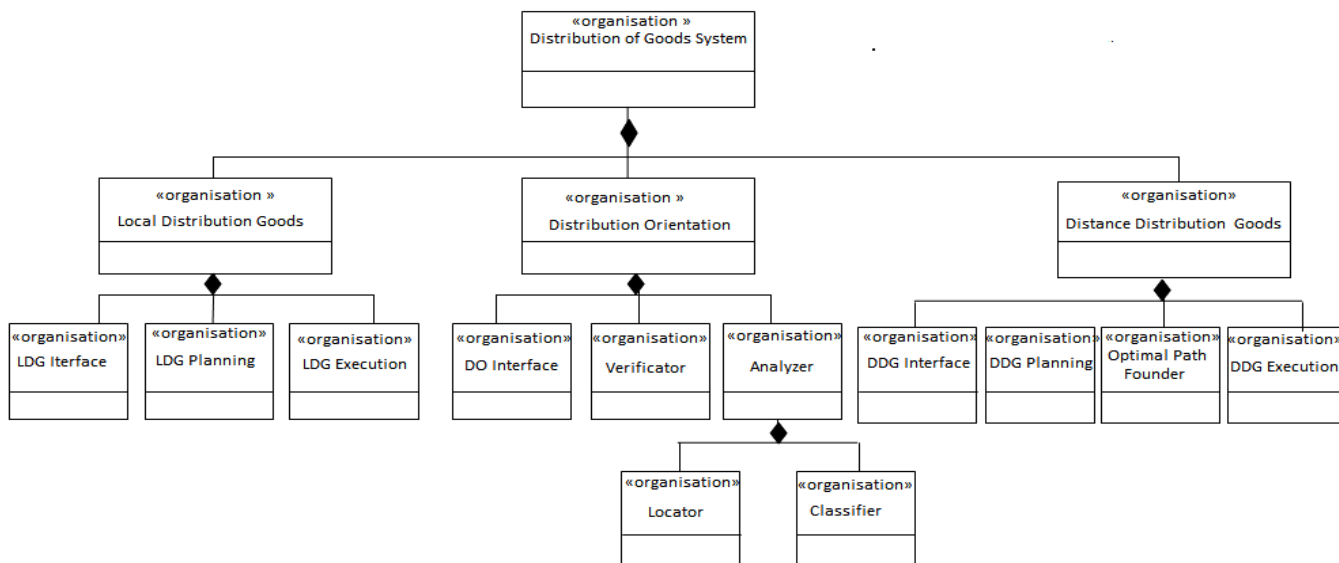 «organisation »
Distribution of Goods System
«organisation »
Local Distribution Goods
«organisation »
Distribution Orientation
«organisation»
Distance Distribution Goods
«organisation»
LDG Iterface
«organisation»
LDG Planning
«organisation»
LDG Execution
«organisation»
DO Interface
«organisation»
Verificator
«organisation»
Analyzer
«organisation»
DDG Interface
«organisation»
DDG Planning
«organisation»
Optimal Path
Founder
«organisation»
DDG Execution
«organisation»
Locator
«organisation»
Classifier